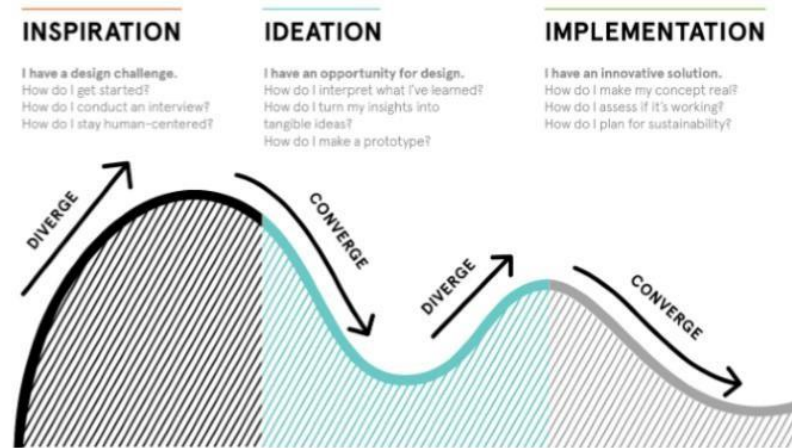 INSPIRATION
I have a design challenge.
How do I get started?
How do I conduct an interview?
How do I stay human-centered?
IDEATION
I have an opportunity for design.
How do I interpret what I've learned?
How do I turn my insights into
tangible ideas?
How do I make a prototype?
IMPLEMENTATION
I have an innovative solution.
How do I make my concept real?
How do I assess if it's working?
How do I plan for sustainability?
DIVERGE
CONVERGE
DIVERGE
CONVERGE